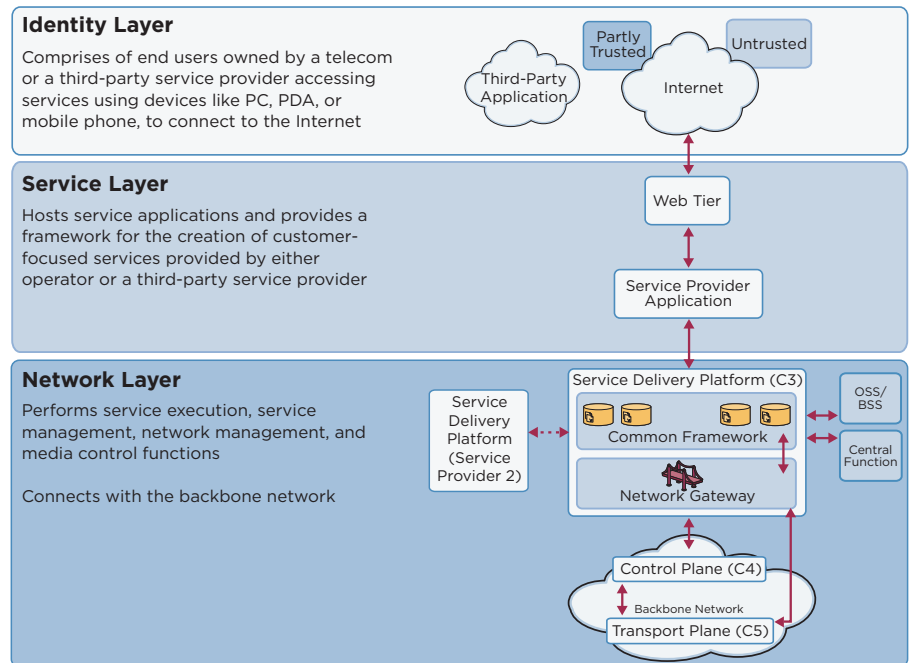 Identity Layer
Comprises of end users owned by a telecom
or a third-party service provider accessing
services using devices like PC, PDA, or
mobile phone, to connect to the Internet
Third-Party
Application
Partly
Trusted
Untrusted
Internet
Service Layer
Hosts service applications and provides a
framework for the creation of customer-
focused services provided by either
operator or a third-party service provider
Web Tier
Service Provider
Application
Network Layer
Performs service execution, service
management, network management, and
media control functions
Connects with the backbone network
Service
Delivery
Platform
(Service
Provider 2)
Service Delivery Platform (C3)
Common Framework
Network Gateway
OSS/
BSS
Central
Function
Control Plane (C4)
Backbone Network
Transport Plane (C5)